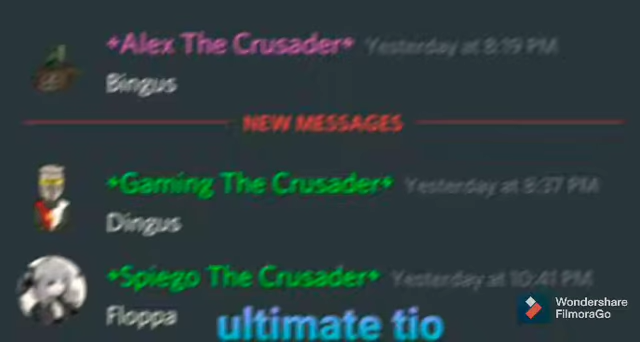 *Alex The Crusader* Yesterday at 8:19 PM
Bingus
NEW MESSAGES
*Gaming The Crusader* Yesterday at 8:37 PM
Dingus
*Spiego The Crusader* Yesterday at 10:41 PM
Floppa
ultimate tio
Wondershare
FilmoraGo